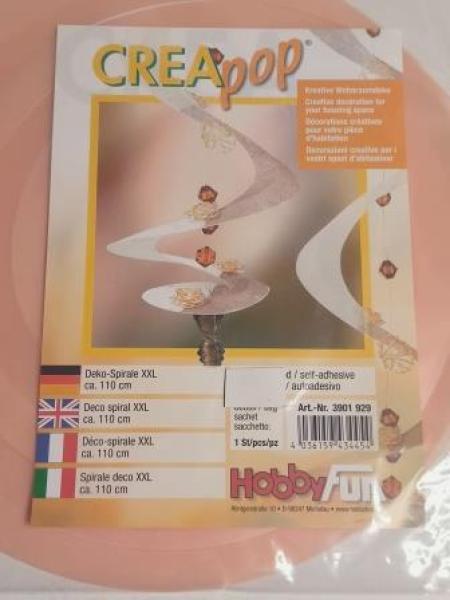 CREApop®
Kreative Wohnraumdeko
Creative decoration for
your housing space
Décorations créatives
pour votre pièce
d'habitation
Decorazioni creative per i
vostri spazi d'abitazione
Deko-Spirale XXL
ca. 110 cm
d / self-adhesive
/ autoadesivo
Deco spiral XXL
ca. 110 cm
sachet
sacchetto:
1 St/pcs/pz
Art.-Nr. 3901 929
4 036159 434454
Déco-spirale XXL
ca. 110 cm
Spirale deco XXL
ca. 110 cm
HobbyFun